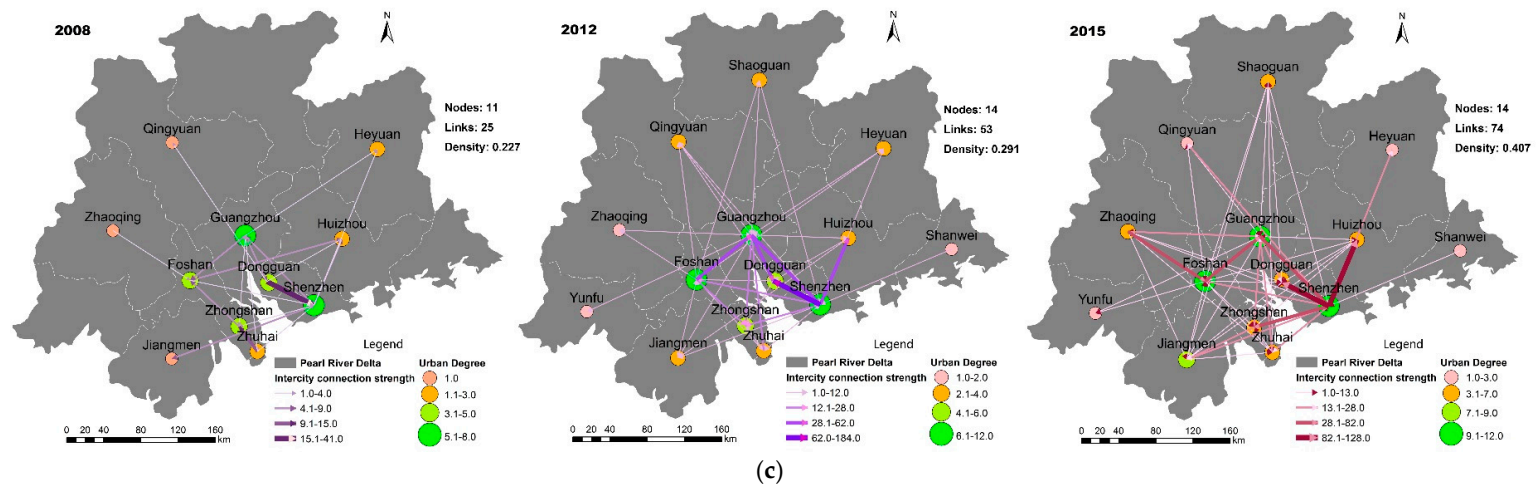 2008
N
Nodes: 11
Links: 25
Density: 0.227
Qingyuan
Heyuan
Zhaoqing
Guangzhou
Huizhou
Foshan
Dongguan
Shenzhen
Zhongshan
Zhuhai
Jiangmen
Legend
Pearl River Delta
Urban Degree
Intercity connection strength
1.0
1.0-4.0
1.1-3.0
4.1-9.0
3.1-5.0
9.1-15.0
15.1-41.0
5.1-8.0
0 20 40 80 120 160
km
2012
N
Shaoguan
Nodes: 14
Links: 53
Density: 0.291
Qingyuan
Heyuan
Zhaoqing
Guangzhou
Huizhou
Shanwei
Foshan
Dongguan
Shenzhen
Yunfu
Zhongshan
Zhuhai
Jiangmen
Legend
Pearl River Delta
Urban Degree
Intercity connection strength
1.0-2.0
1.0-12.0
2.1-4.0
12.1-28.0
4.1-6.0
28.1-62.0
62.0-184.0
6.1-12.0
0 20 40 80 120 160
km
2015
N
Shaoguan
Nodes: 14
Links: 74
Density: 0.407
Qingyuan
Heyuan
Zhaoqing
Guangzhou
Huizhou
Shanwei
Foshan
Dongguan
Shenzhen
Yunfu
Zhongshen
Zhuhai
Jiangmen
Legend
Pearl River Delta
Urban Degree
Intercity connection strength
1.0-3.0
1.0-13.0
3.1-7.0
13.1-28.0
7.1-9.0
28.1-82.0
82.1-128.0
9.1-12.0
0 20 40 80 120 160
km
(c)